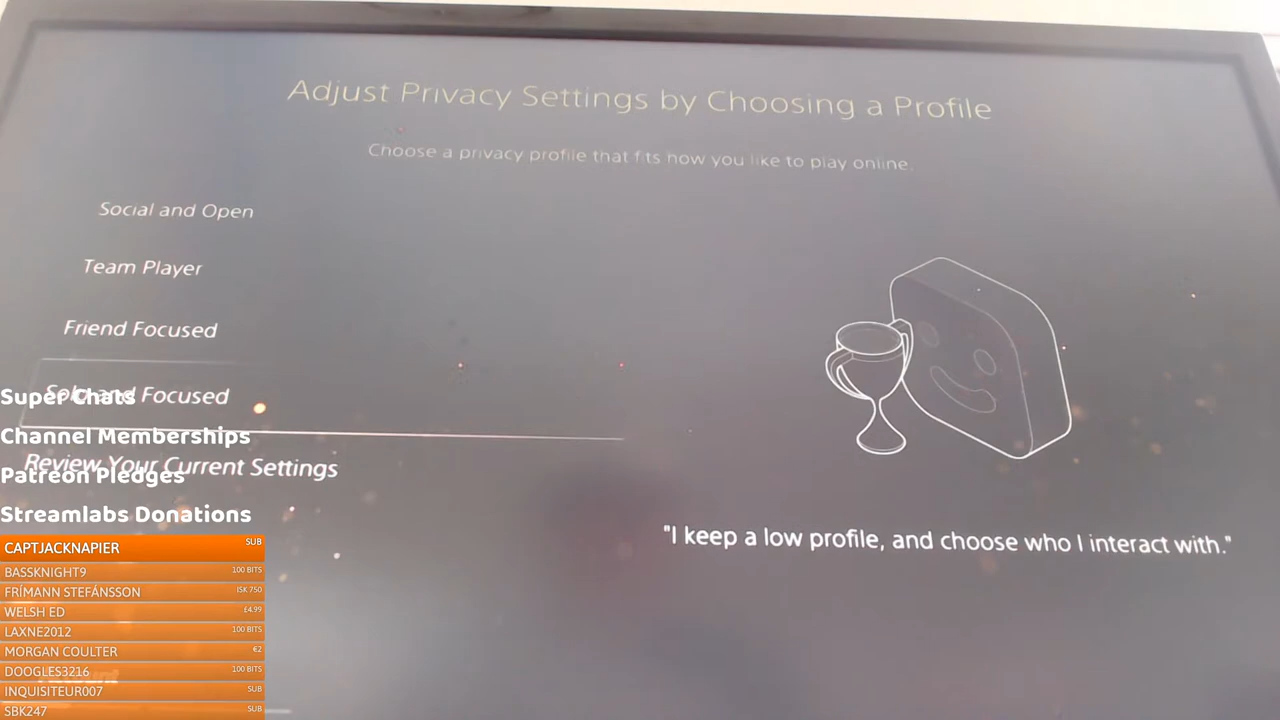 Adjust Privacy Settings by Choosing a Profile
Choose a privacy profile that fits how you like to play online.
Social and Open
Team Player
Friend Focused
Solo and Focused
Review Your Current Settings
"I keep a low profile, and choose who I interact with."
Super Chats
Channel Memberships
Patreon Pledges
Streamlabs Donations
CAPTJACKNAPIER SUB
BASSKNIGHT9 100 BITS
FRÍMANN STEFÁNSSON ISK 750
WELSH ED £4.99
LAXNE2012 100 BITS
MORGAN COULTER €2
DOOGLES3216 100 BITS
INQUISITEUR007 SUB
SBK247 SUB